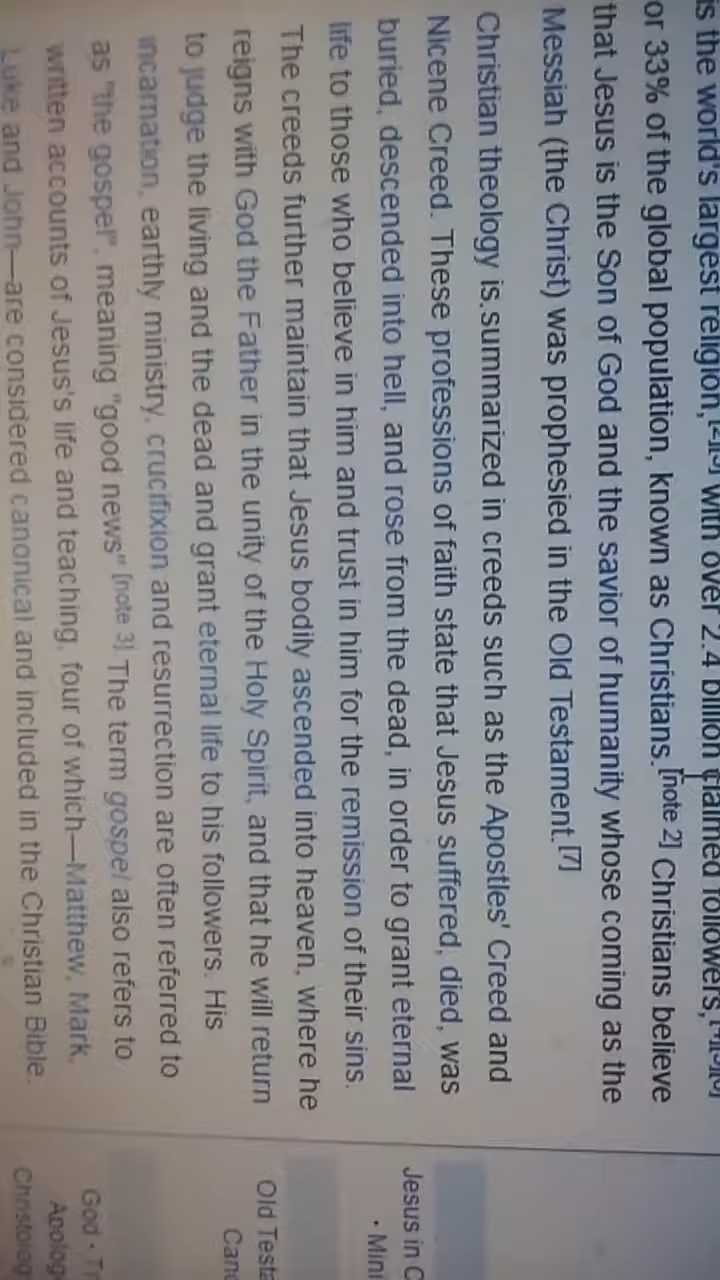 is the world's largest religion, with over 2.4 billion claimed followers,
or 33% of the global population, known as Christians.[note 2] Christians believe
that Jesus is the Son of God and the savior of humanity whose coming as the
Messiah (the Christ) was prophesied in the Old Testament.[7]
Christian theology is summarized in creeds such as the Apostles' Creed and
Nicene Creed. These professions of faith state that Jesus suffered, died, was
buried, descended into hell, and rose from the dead, in order to grant eternal
life to those who believe in him and trust in him for the remission of their sins.
The creeds further maintain that Jesus bodily ascended into heaven, where he
reigns with God the Father in the unity of the Holy Spirit, and that he will return
to judge the living and the dead and grant eternal life to his followers. His
incarnation, earthly ministry, crucifixion and resurrection are often referred to
as "the gospel", meaning "good news".[note 3] The term gospel also refers to
written accounts of Jesus's life and teaching, four of which—Matthew, Mark,
Luke and John—are considered canonical and included in the Christian Bible.
Jesus in C
· Mini
Old Testa
Cano
God · Tr
Apolog
Christolog